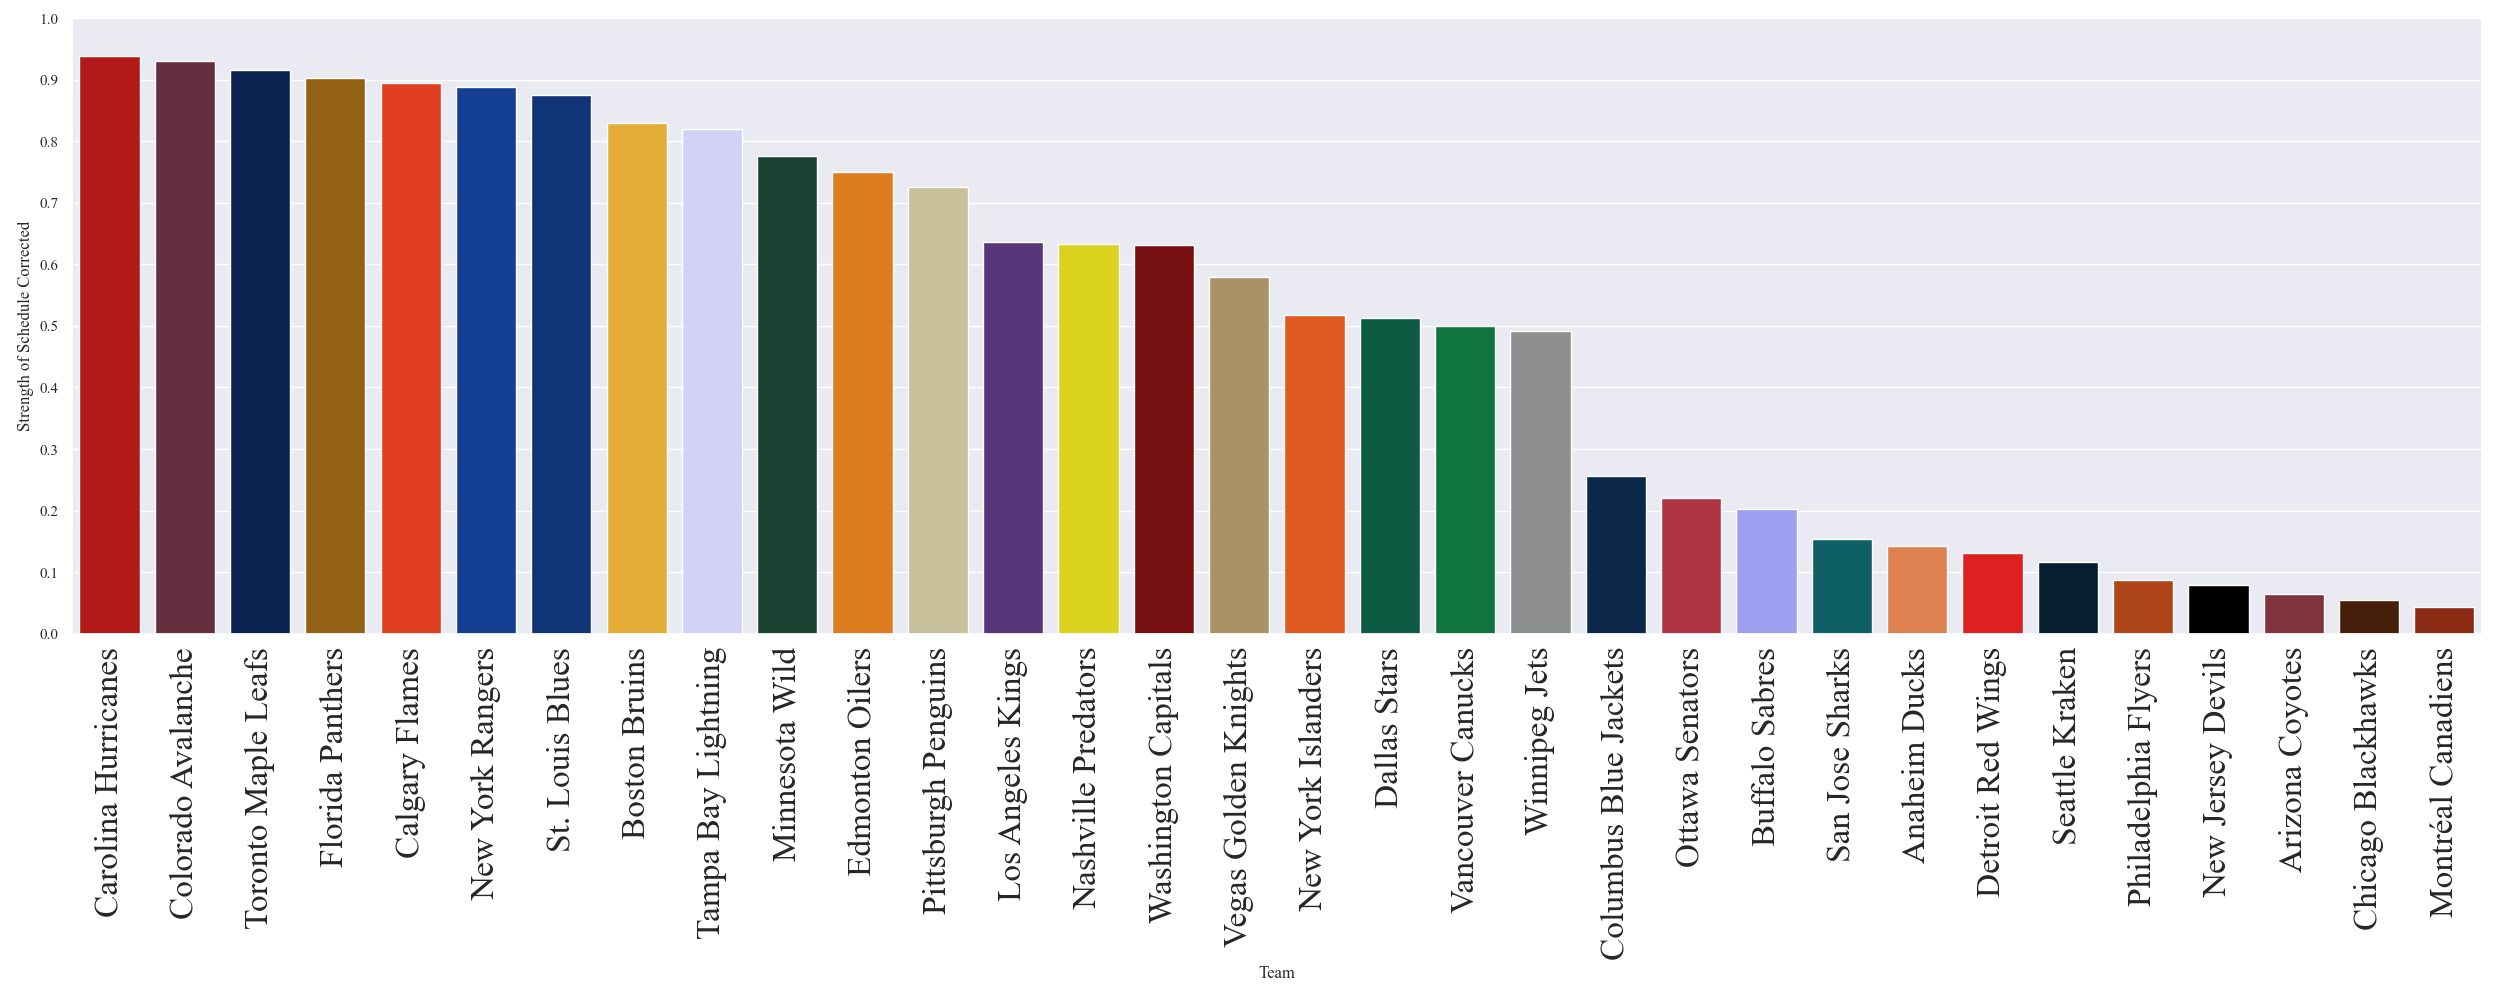 1.0
0.9
0.8
0.7
0.6
0.5
0.4
0.3
0.2
0.1
0.0
Strength of Schedule Corrected
Carolina Hurricanes
Colorado Avalanche
Toronto Maple Leafs
Florida Panthers
Calgary Flames
New York Rangers
St. Louis Blues
Boston Bruins
Tampa Bay Lightning
Minnesota Wild
Edmonton Oilers
Pittsburgh Penguins
Los Angeles Kings
Nashville Predators
Washington Capitals
Vegas Golden Knights
New York Islanders
Dallas Stars
Vancouver Canucks
Winnipeg Jets
Columbus Blue Jackets
Ottawa Senators
Buffalo Sabres
San Jose Sharks
Anaheim Ducks
Detroit Red Wings
Seattle Kraken
Philadelphia Flyers
New Jersey Devils
Arizona Coyotes
Chicago Blackhawks
Montréal Canadiens
Team